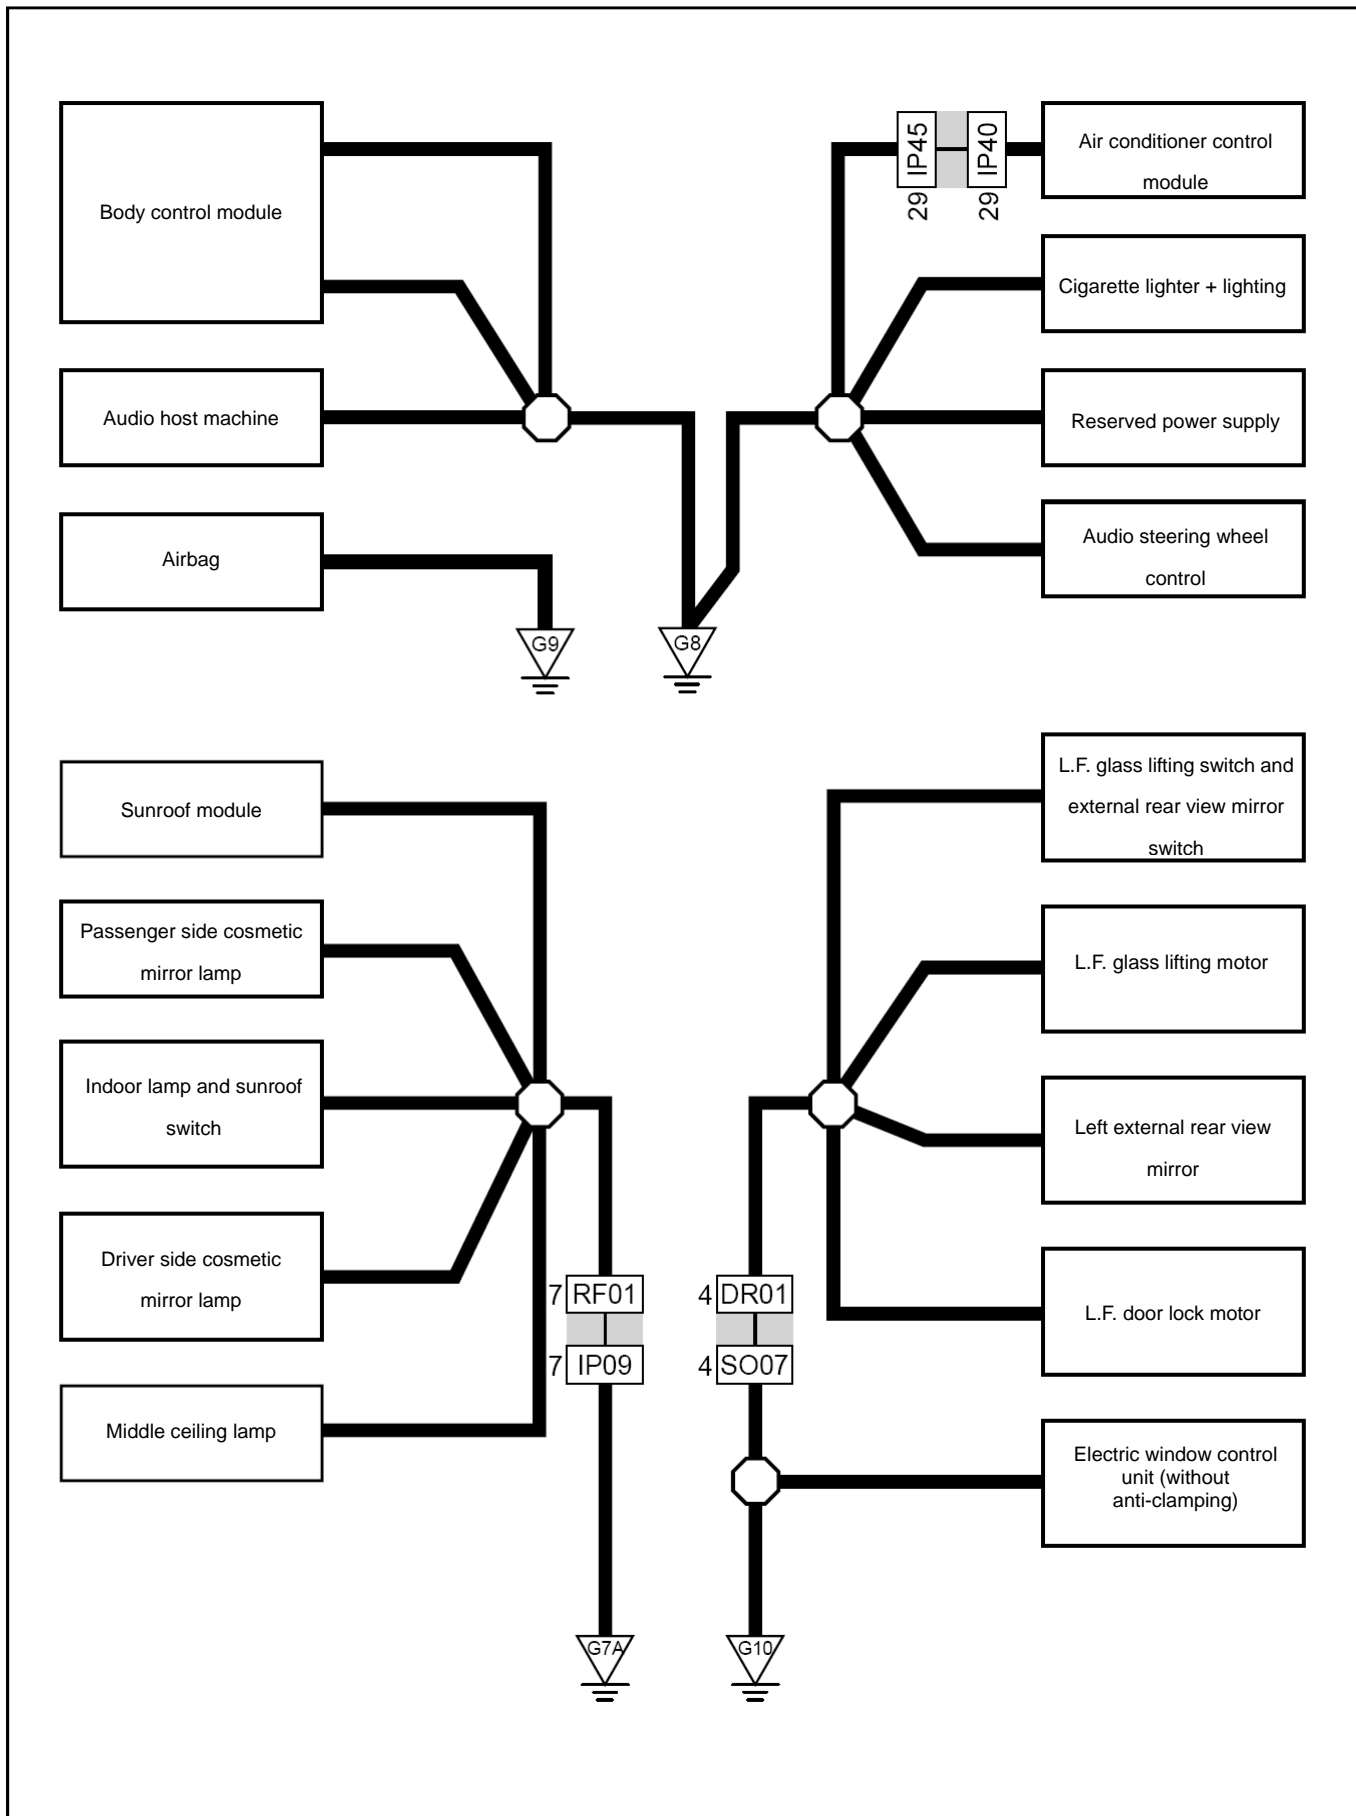 Body control module
IP45
IP40
29
29
Air conditioner control
module
Cigarette lighter + lighting
Audio host machine
Reserved power supply
Airbag
Audio steering wheel
control
G9
G8
Sunroof module
L.F. glass lifting switch and
external rear view mirror
switch
Passenger side cosmetic
mirror lamp
L.F. glass lifting motor
Indoor lamp and sunroof
switch
Left external rear view
mirror
Driver side cosmetic
mirror lamp
7 RF01
7 IP09
4 DR01
4 SO07
L.F. door lock motor
Middle ceiling lamp
Electric window control
unit (without
anti-clamping)
G7A
G10